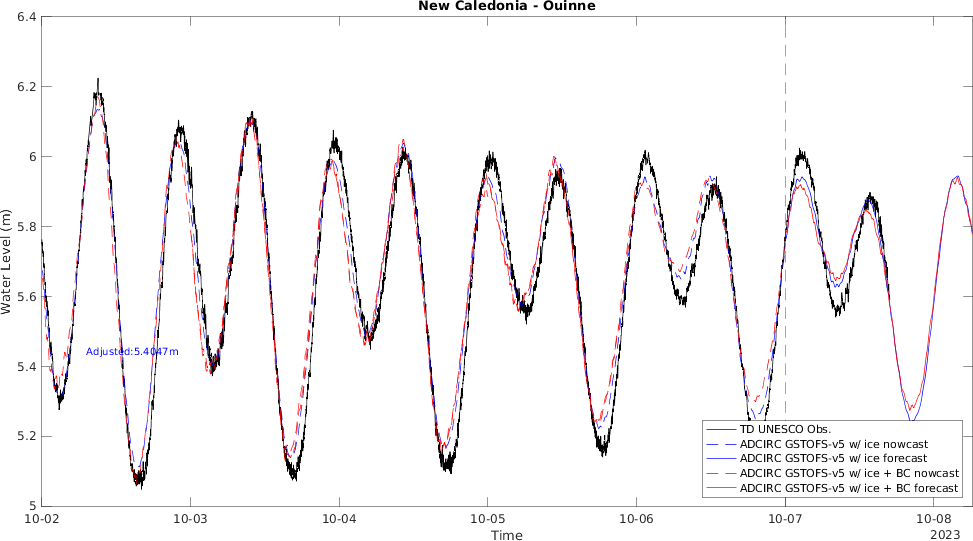 New Caledonia - Ouinne
6.4
6.2
6
5.8
5.6
5.4
5.2
5
Water Level (m)
Adjusted:5.4047m
TD UNESCO Obs.
ADCIRC GSTOFS-v5 w/ ice nowcast
ADCIRC GSTOFS-v5 w/ ice forecast
ADCIRC GSTOFS-v5 w/ ice + BC nowcast
ADCIRC GSTOFS-v5 w/ ice + BC forecast
10-02 10-03 10-04 10-05 10-06 10-07 10-08
Time
2023